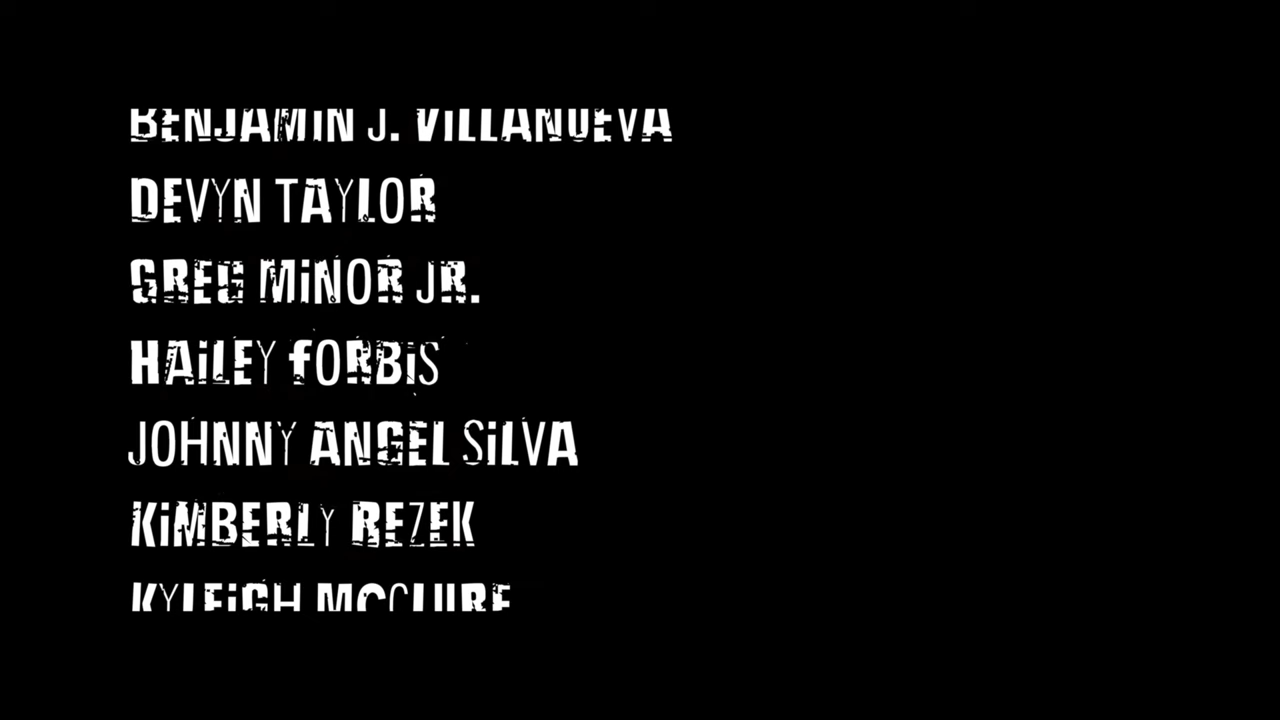 BENJAMIN J. VILLANUEVA
DEVYN TAYLOR
GREG MINOR JR.
HAILEY FORBIS
JOHNNY ANGEL SILVA
KIMBERLY REZEK
KYLEIGH MCCLURE